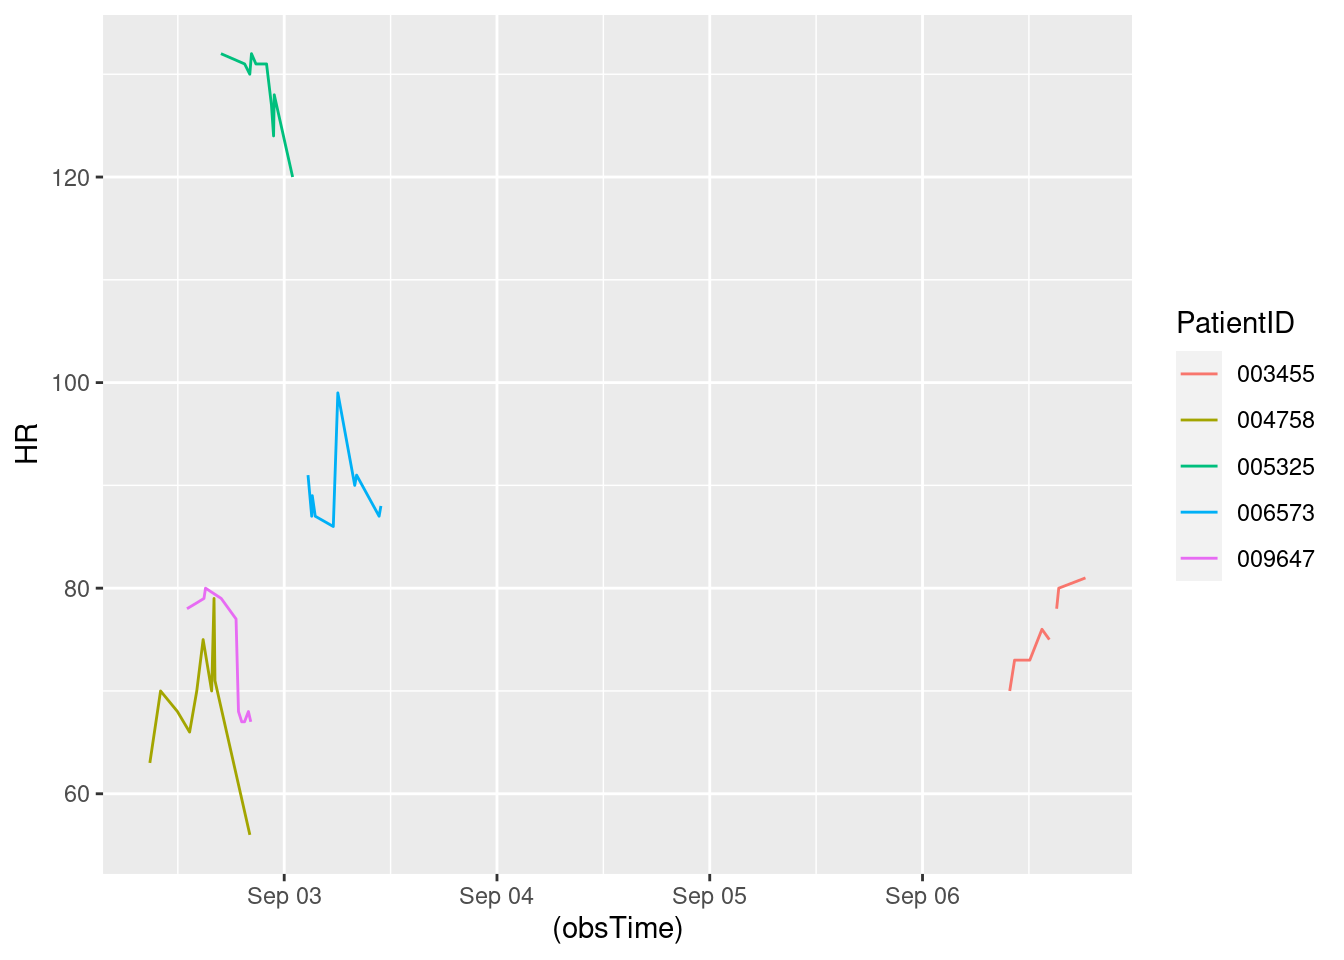 120
100
80
60
HR
Sep 03
Sep 04
Sep 05
Sep 06
(obsTime)
PatientID
003455
004758
005325
006573
009647